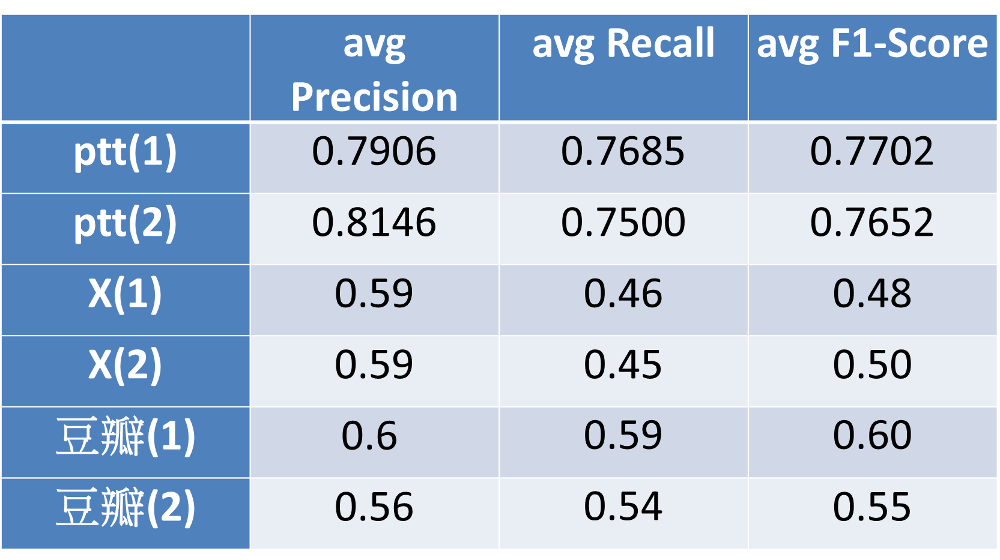 avg Precision avg Recall avg F1-Score
ptt(1) 0.7906 0.7685 0.7702
ptt(2) 0.8146 0.7500 0.7652
X(1) 0.59 0.46 0.48
X(2) 0.59 0.45 0.50
豆瓣(1) 0.6 0.59 0.60
豆瓣(2) 0.56 0.54 0.55